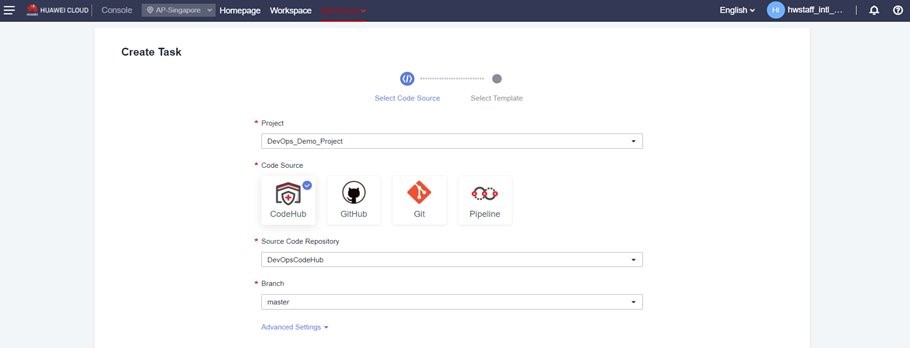 HUAWEI CLOUD Console AP-Singapore Homepage Workspace English hwstaff_intl_...
HI
Create Task
Select Code Source Select Template
* Project
DevOps_Demo_Project
* Code Source
CodeHub GitHub Git Pipeline
* Source Code Repository
DevOpsCodeHub
* Branch
master
Advanced Settings